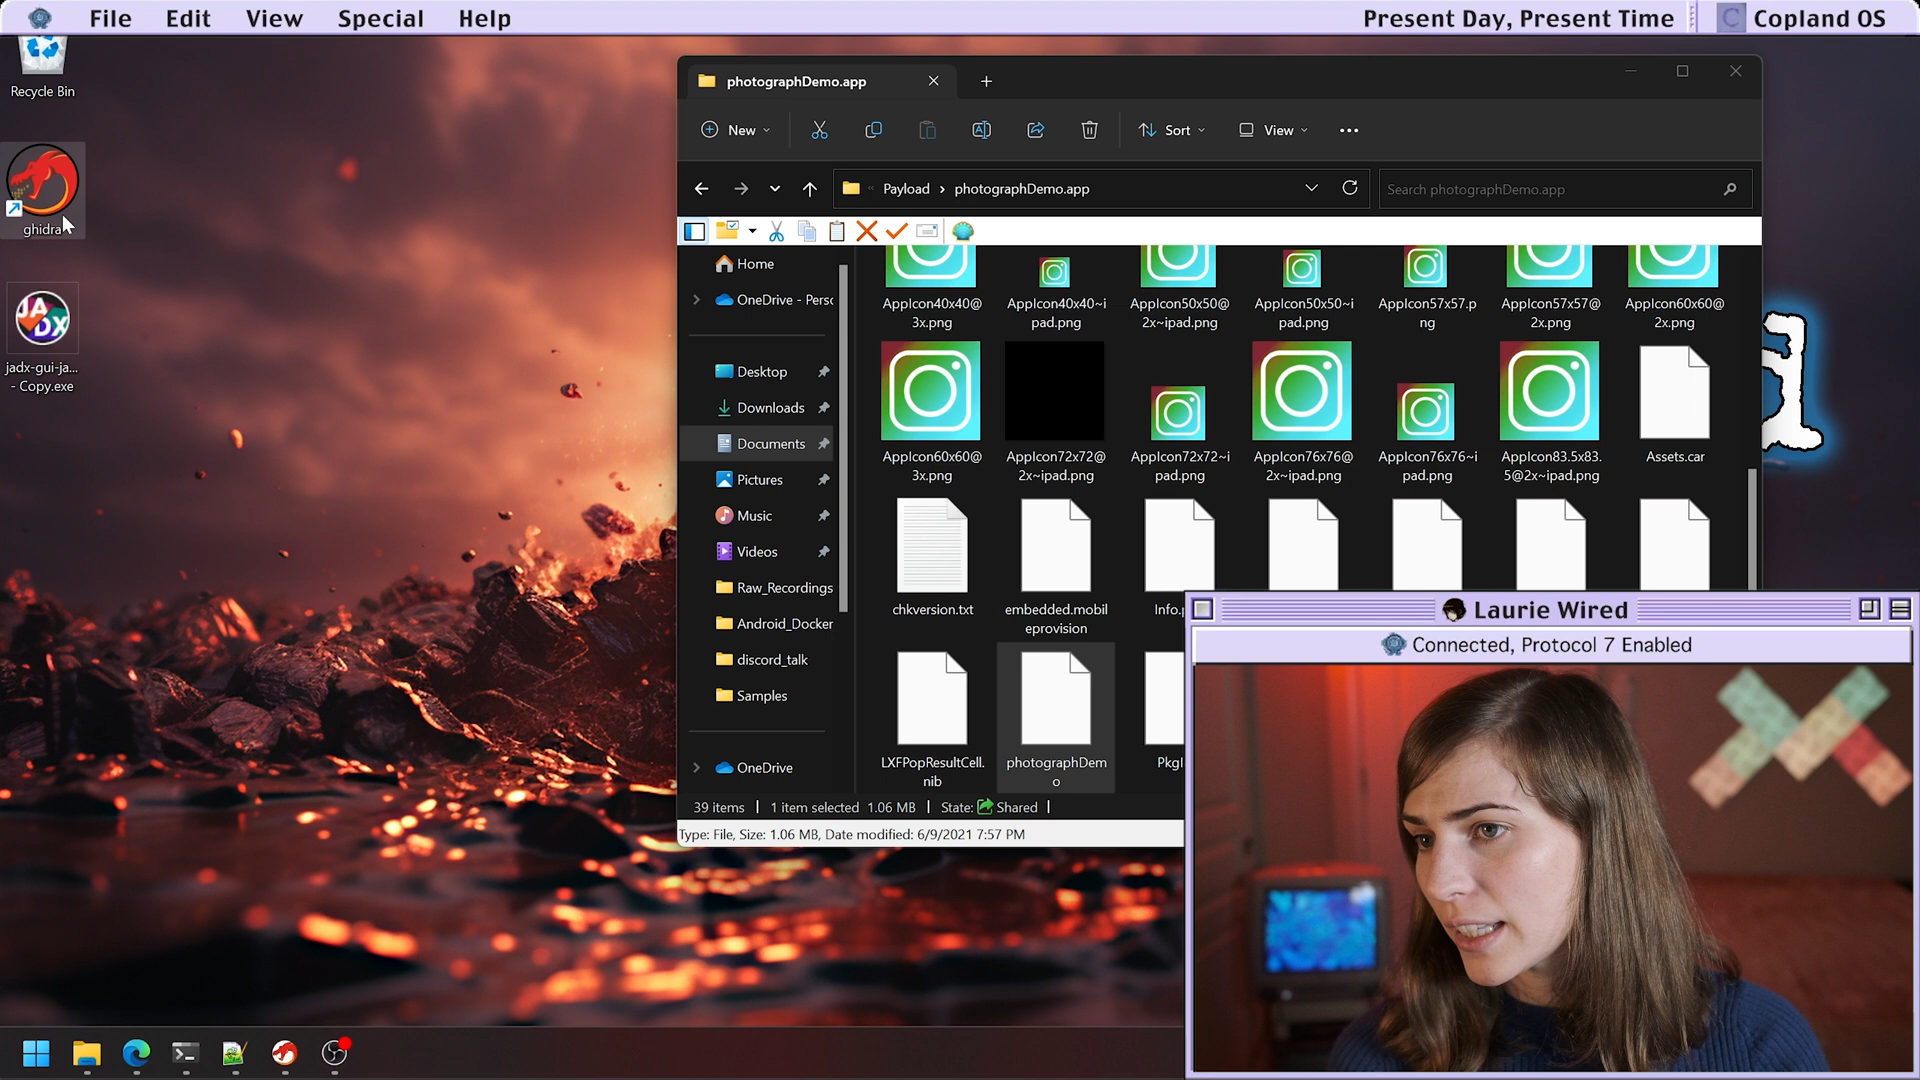 File Edit View Special Help
Present Day, Present Time
Copland OS
Recycle Bin
ghidra
JADX
jadx-gui-ja...
- Copy.exe
photographDemo.app
New
Sort
View
Payload
photographDemo.app
Search photographDemo.app
Home
OneDrive - Perso
Desktop
Downloads
Documents
Pictures
Music
Videos
Raw_Recordings
Android_Docker
discord_talk
Samples
OneDrive
AppIcon40x40@
3x.png
AppIcon40x40~i
pad.png
AppIcon50x50@
2x~ipad.png
AppIcon50x50~i
pad.png
AppIcon57x57.p
ng
AppIcon57x57@
2x.png
AppIcon60x60@
2x.png
AppIcon60x60@
3x.png
AppIcon72x72@
2x~ipad.png
AppIcon72x72~i
pad.png
AppIcon76x76@
2x~ipad.png
AppIcon76x76~i
pad.png
AppIcon83.5x83.
5@2x~ipad.png
Assets.car
chkversion.txt
embedded.mobil
eprovision
Info.p
LXFPopResultCell.
nib
photographDem
o
PkgI
39 items
1 item selected 1.06 MB
State: Shared
Type: File, Size: 1.06 MB, Date modified: 6/9/2021 7:57 PM
Laurie Wired
Connected, Protocol 7 Enabled